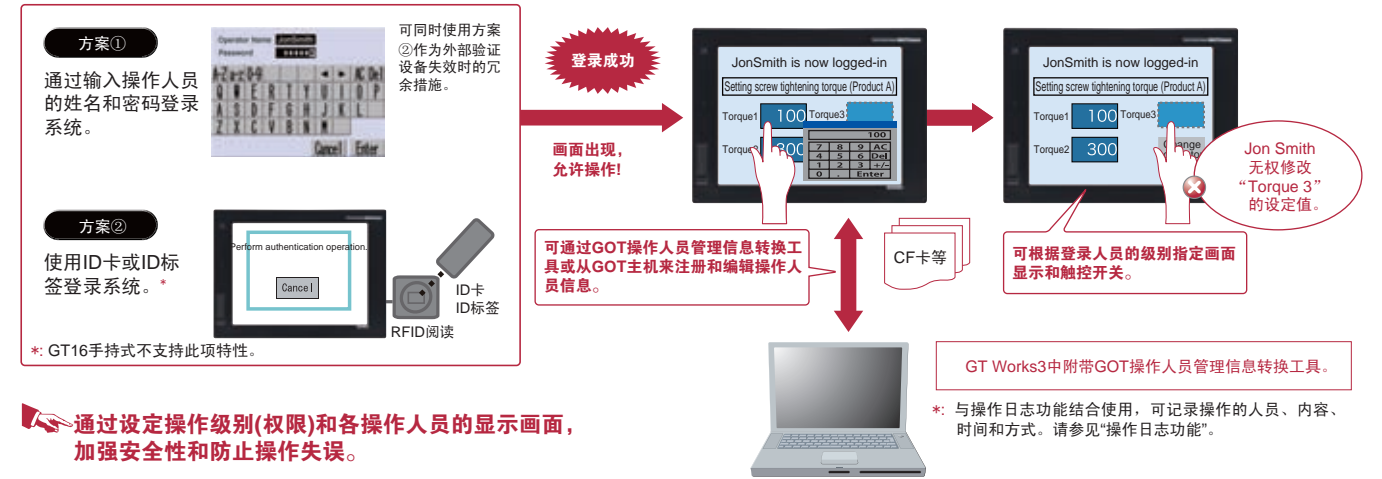 方案①
通过输入操作人员
的姓名和密码登录
系统。
Operator Name JonSmith
Password *****
A-Z a-z 0-9 ◄ ► AC Del
Q W E R T Y U I O P
A S D F G H J K L
Z X C V B N M
Cancel Enter
可同时使用方案
②作为外部验证
设备失效时的冗
余措施。
方案②
使用ID卡或ID标
签登录系统。*
Perform authentication operation.
Cancel
ID卡
ID标签
RFID阅读
*: GT16手持式不支持此项特性。
登录成功
画面出现，
允许操作!
JonSmith is now logged-in
Setting screw tightening torque (Product A)
Torque1 100 Torque3
300
100
7 8 9 AC
4 5 6 Del
1 2 3 +/-
0 . Enter
JonSmith is now logged-in
Setting screw tightening torque (Product A)
Torque1 100 Torque3
Torque2 300
Jon Smith
无权修改
“Torque 3”
的设定值。
可通过GOT操作人员管理信息转换工
具或从GOT主机来注册和编辑操作人
员信息。
CF卡等
可根据登录人员的级别指定画面
显示和触控开关。
GT Works3中附带GOT操作人员管理信息转换工具。
*: 与操作日志功能结合使用，可记录操作的人员、内容、
时间和方式。请参见“操作日志功能”。
通过设定操作级别(权限)和各操作人员的显示画面，
加强安全性和防止操作失误。